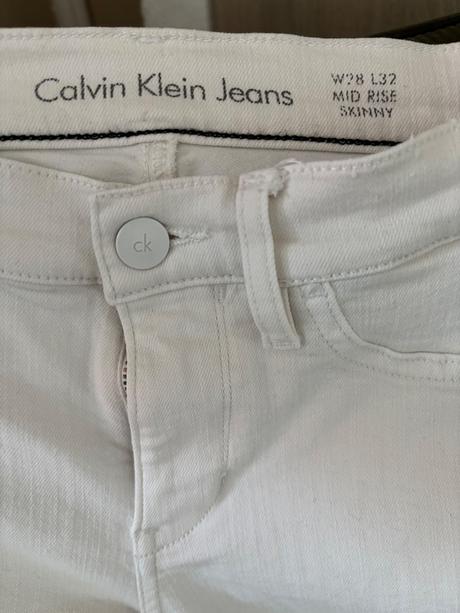 Calvin Klein Jeans
W28 L32
MID RISE
SKINNY
ck